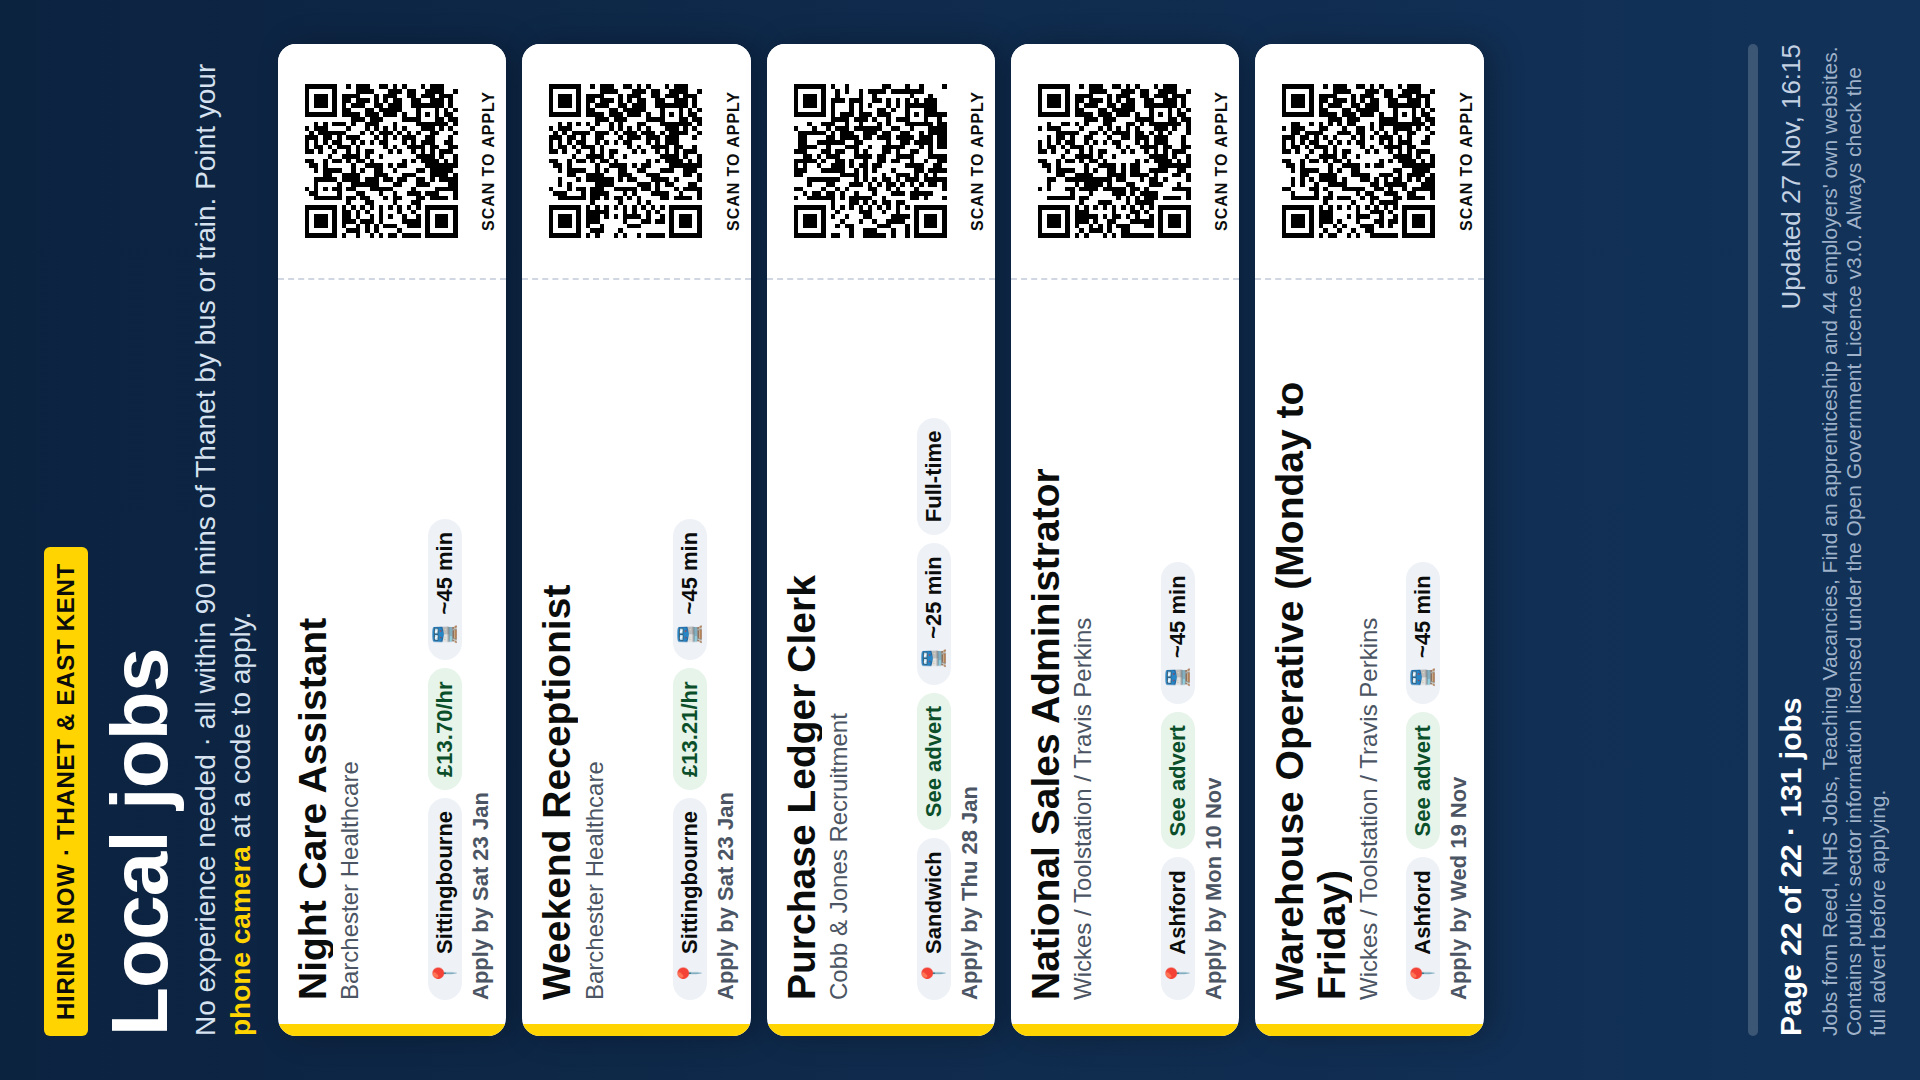 HIRING NOW · THANET & EAST KENT
Local jobs
No experience needed · all within 90 mins of Thanet by bus or train. Point your
phone camera at a code to apply.
Night Care Assistant
Barchester Healthcare
📍 Sittingbourne £13.70/hr 🚆 ~45 min
Apply by Sat 23 Jan
SCAN TO APPLY
Weekend Receptionist
Barchester Healthcare
📍 Sittingbourne £13.21/hr 🚆 ~45 min
Apply by Sat 23 Jan
SCAN TO APPLY
Purchase Ledger Clerk
Cobb & Jones Recruitment
📍 Sandwich See advert 🚆 ~25 min Full-time
Apply by Thu 28 Jan
SCAN TO APPLY
National Sales Administrator
Wickes / Toolstation / Travis Perkins
📍 Ashford See advert 🚆 ~45 min
Apply by Mon 10 Nov
SCAN TO APPLY
Warehouse Operative (Monday to
Friday)
Wickes / Toolstation / Travis Perkins
📍 Ashford See advert 🚆 ~45 min
Apply by Wed 19 Nov
SCAN TO APPLY
Page 22 of 22 · 131 jobs
Updated 27 Nov, 16:15
Jobs from Reed, NHS Jobs, Teaching Vacancies, Find an apprenticeship and 44 employers' own websites.
Contains public sector information licensed under the Open Government Licence v3.0. Always check the
full advert before applying.